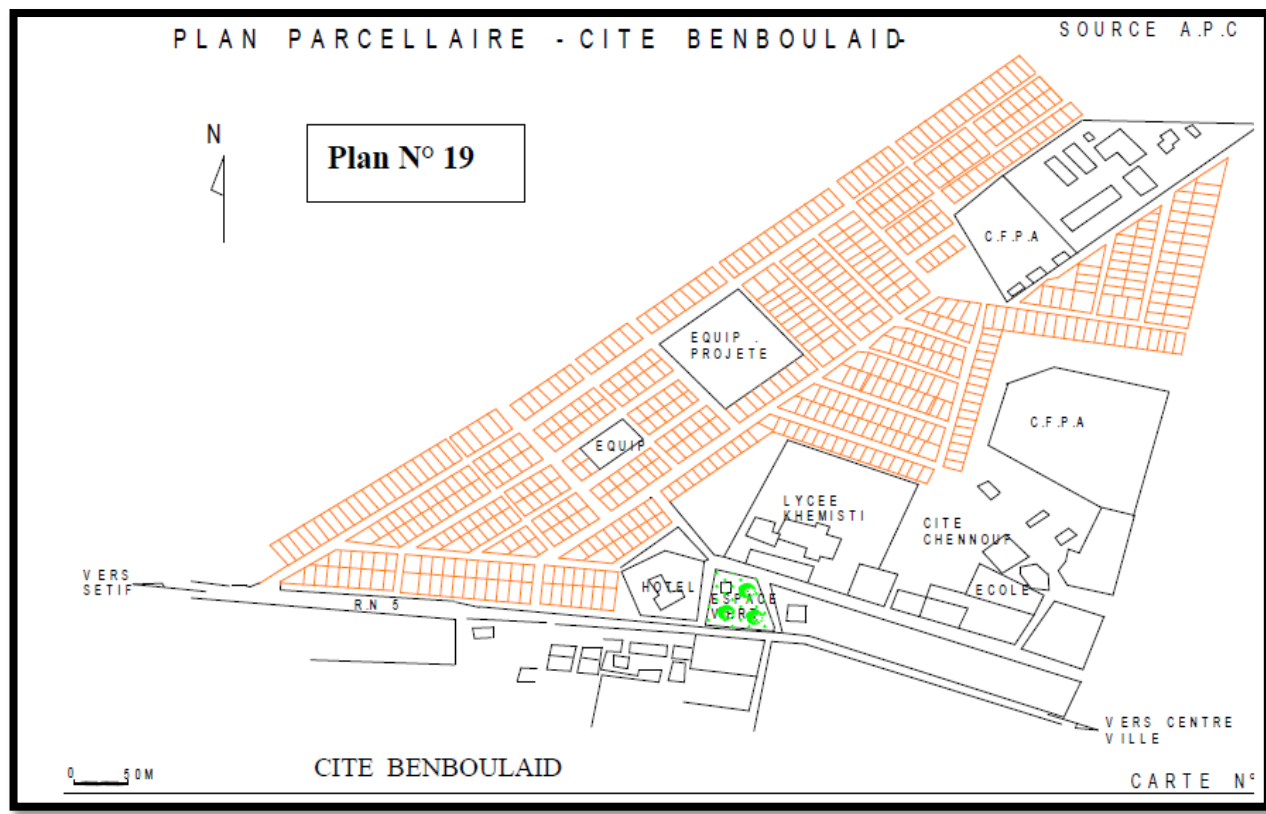 PLAN PARCELLAIRE - CITE BENBOULAID-
SOURCE A.P.C
N
Plan N° 19
C.F.P.A
EQUIP .
PROJETE
C.F.P.A
EQUIP
LYCEE
KHEMISTI
CITE
CHENNOUF
VERS
SETIF
HOTEL
ESPACE
VERT
ECOLE
R.N 5
VERS CENTRE
VILLE
0 50M
CITE BENBOULAID
CARTE N°